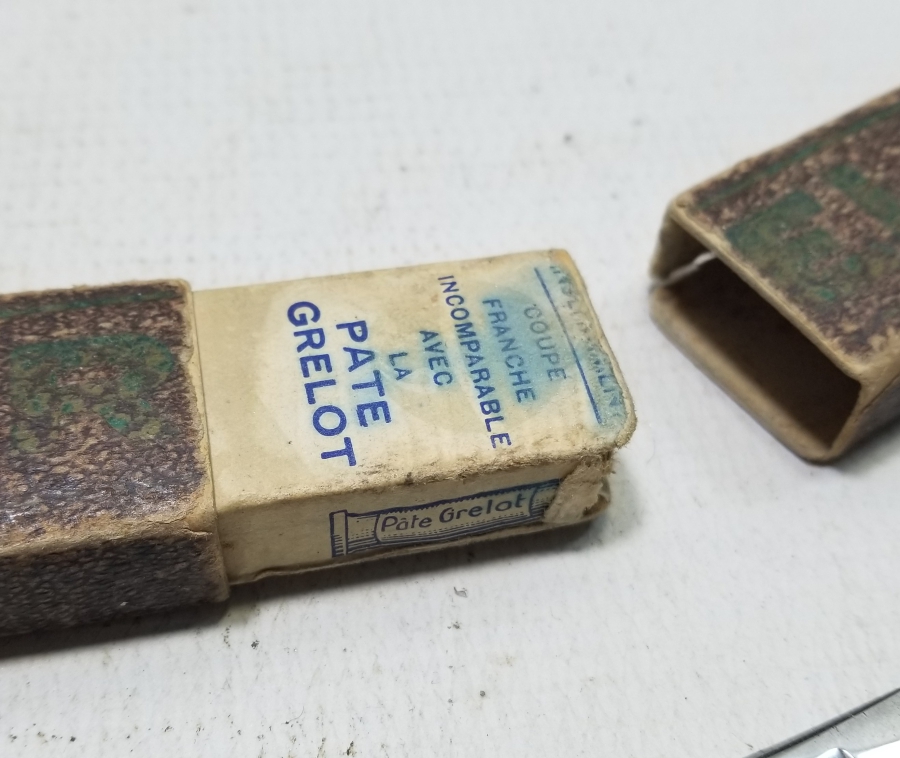 COUPE
FRANCHE
INCOMPARABLE
AVEC
LA
PATE
GRELOT
Pâte Grelot